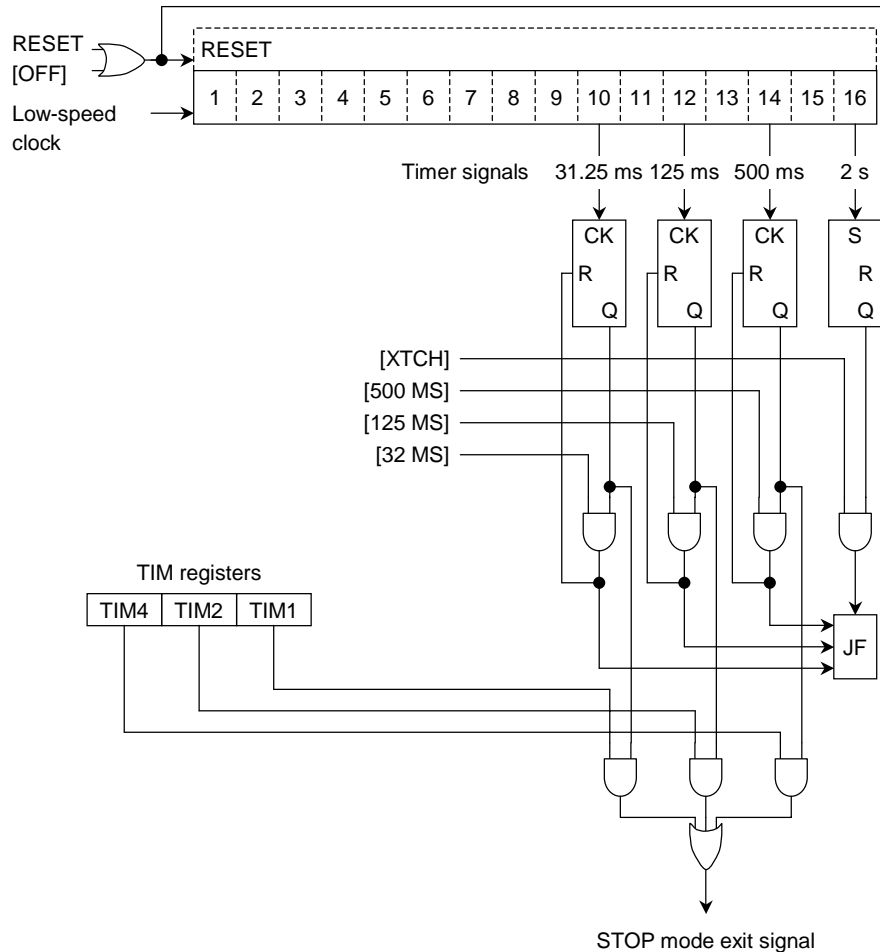 RESET
[OFF]
RESET
Low-speed
clock
1 2 3 4 5 6 7 8 9 10 11 12 13 14 15 16
Timer signals 31.25 ms 125 ms 500 ms 2 s
CK CK CK S
R R R R
Q Q Q Q
[XTCH]
[500 MS]
[125 MS]
[32 MS]
TIM registers
TIM4 TIM2 TIM1
JF
STOP mode exit signal